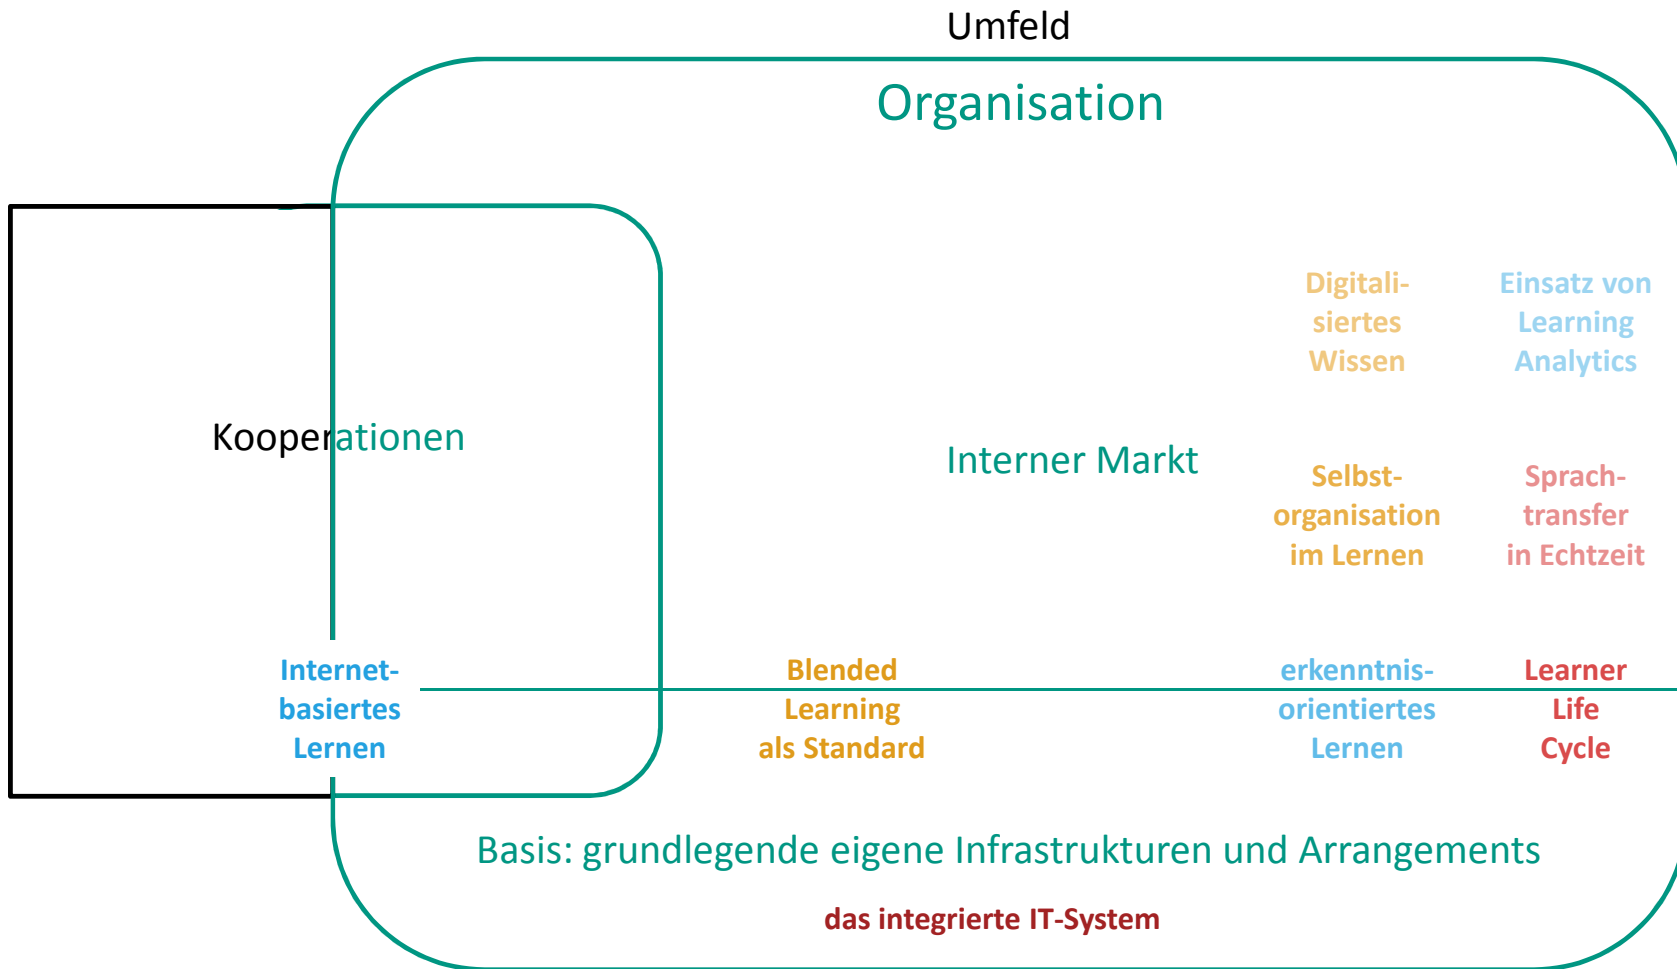 Umfeld
Organisation
Digitali-
siertes
Wissen
Einsatz von
Learning
Analytics
Kooperationen
Interner Markt
Selbst-
organisation
im Lernen
Sprach-
transfer
in Echtzeit
Internet-
basiertes
Lernen
Blended
Learning
als Standard
erkenntnis-
orientiertes
Lernen
Learner
Life
Cycle
Basis: grundlegende eigene Infrastrukturen und Arrangements
das integrierte IT-System